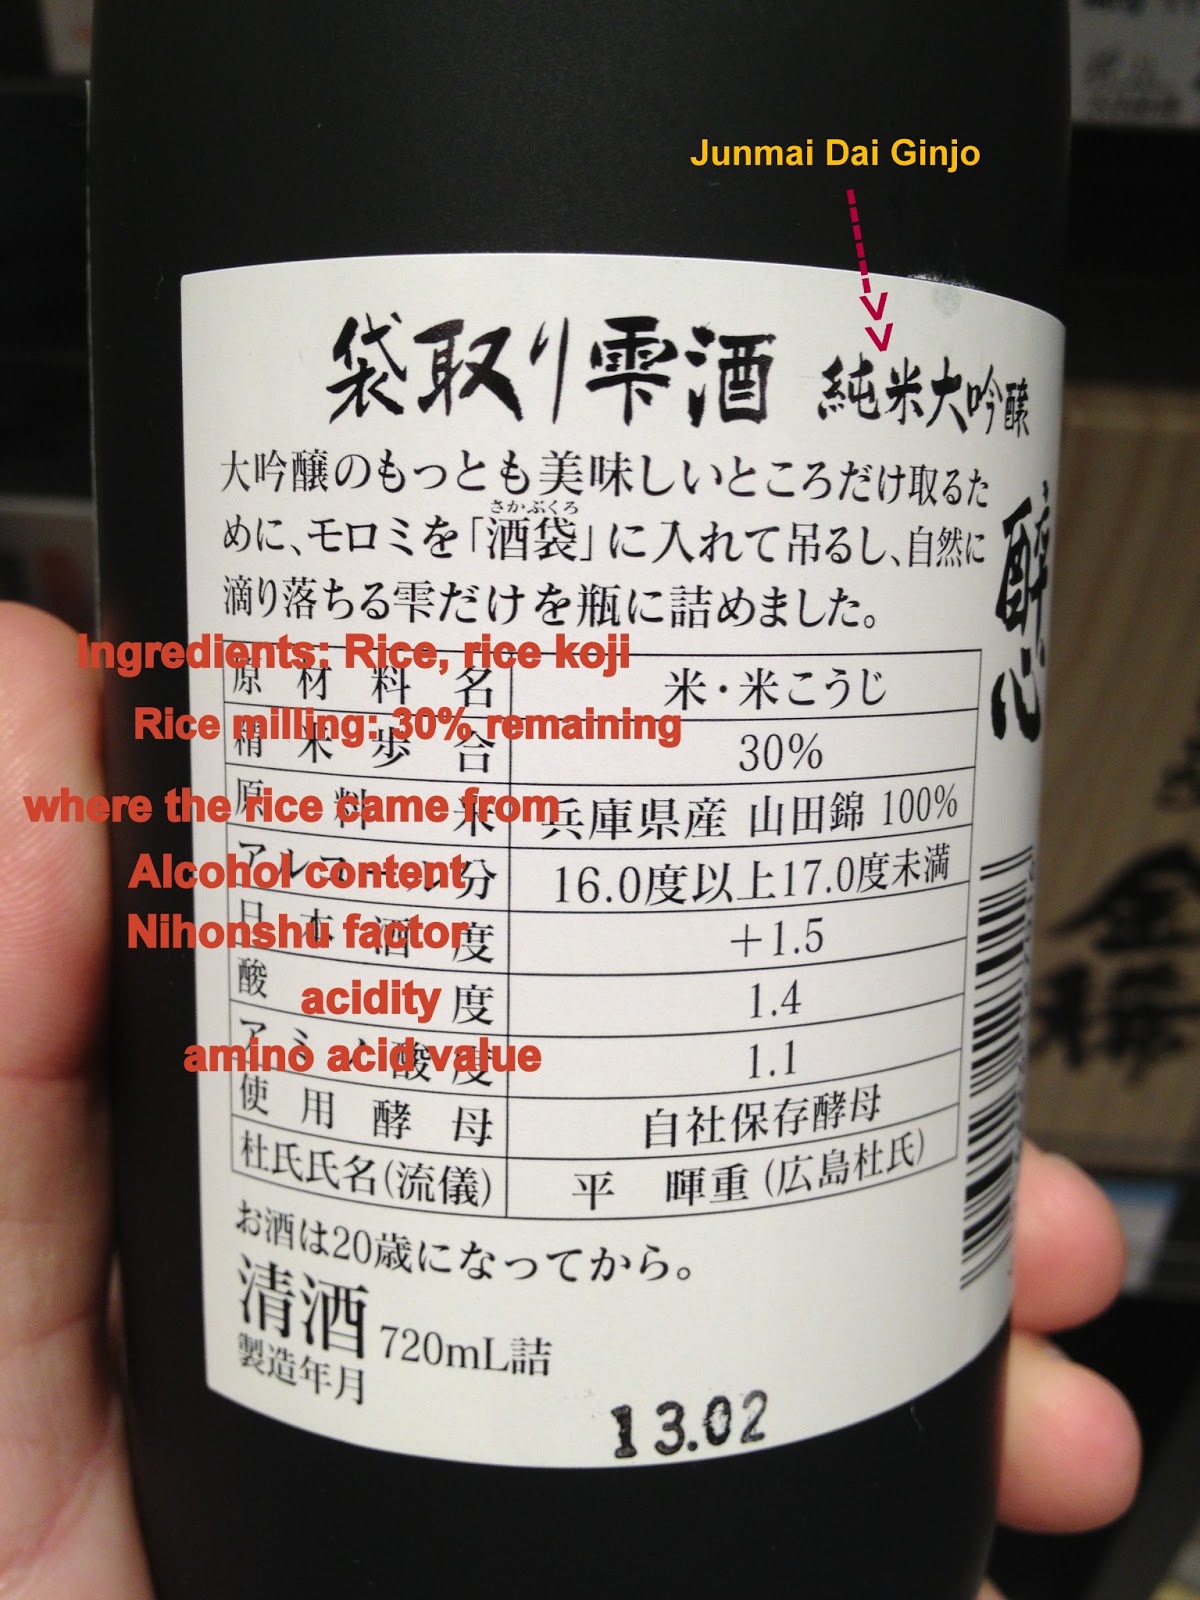 Junmai Dai Ginjo
袋取り雫酒 純米大吟醸
大吟醸のもっとも美味しいところだけ取るた
さかぶくろ
めに、モロミを「酒袋」に入れて吊るし、自然に
滴り落ちる雫だけを瓶に詰めました。
Ingredients: Rice, rice koji
原材料名 米・米こうじ
Rice milling: 30% remaining
精米歩合 30%
where the rice came from
原料米 兵庫県産 山田錦 100%
Alcohol content
アルコール分 16.0度以上17.0度未満
Nihonshu factor
日本酒度 +1.5
acidity
酸度 1.4
amino acid value
アミノ酸度 1.1
使用酵母 自社保存酵母
杜氏氏名(流儀) 平 暉重(広島杜氏)
お酒は20歳になってから。
清酒 720mL詰
製造年月
13.02
酔心